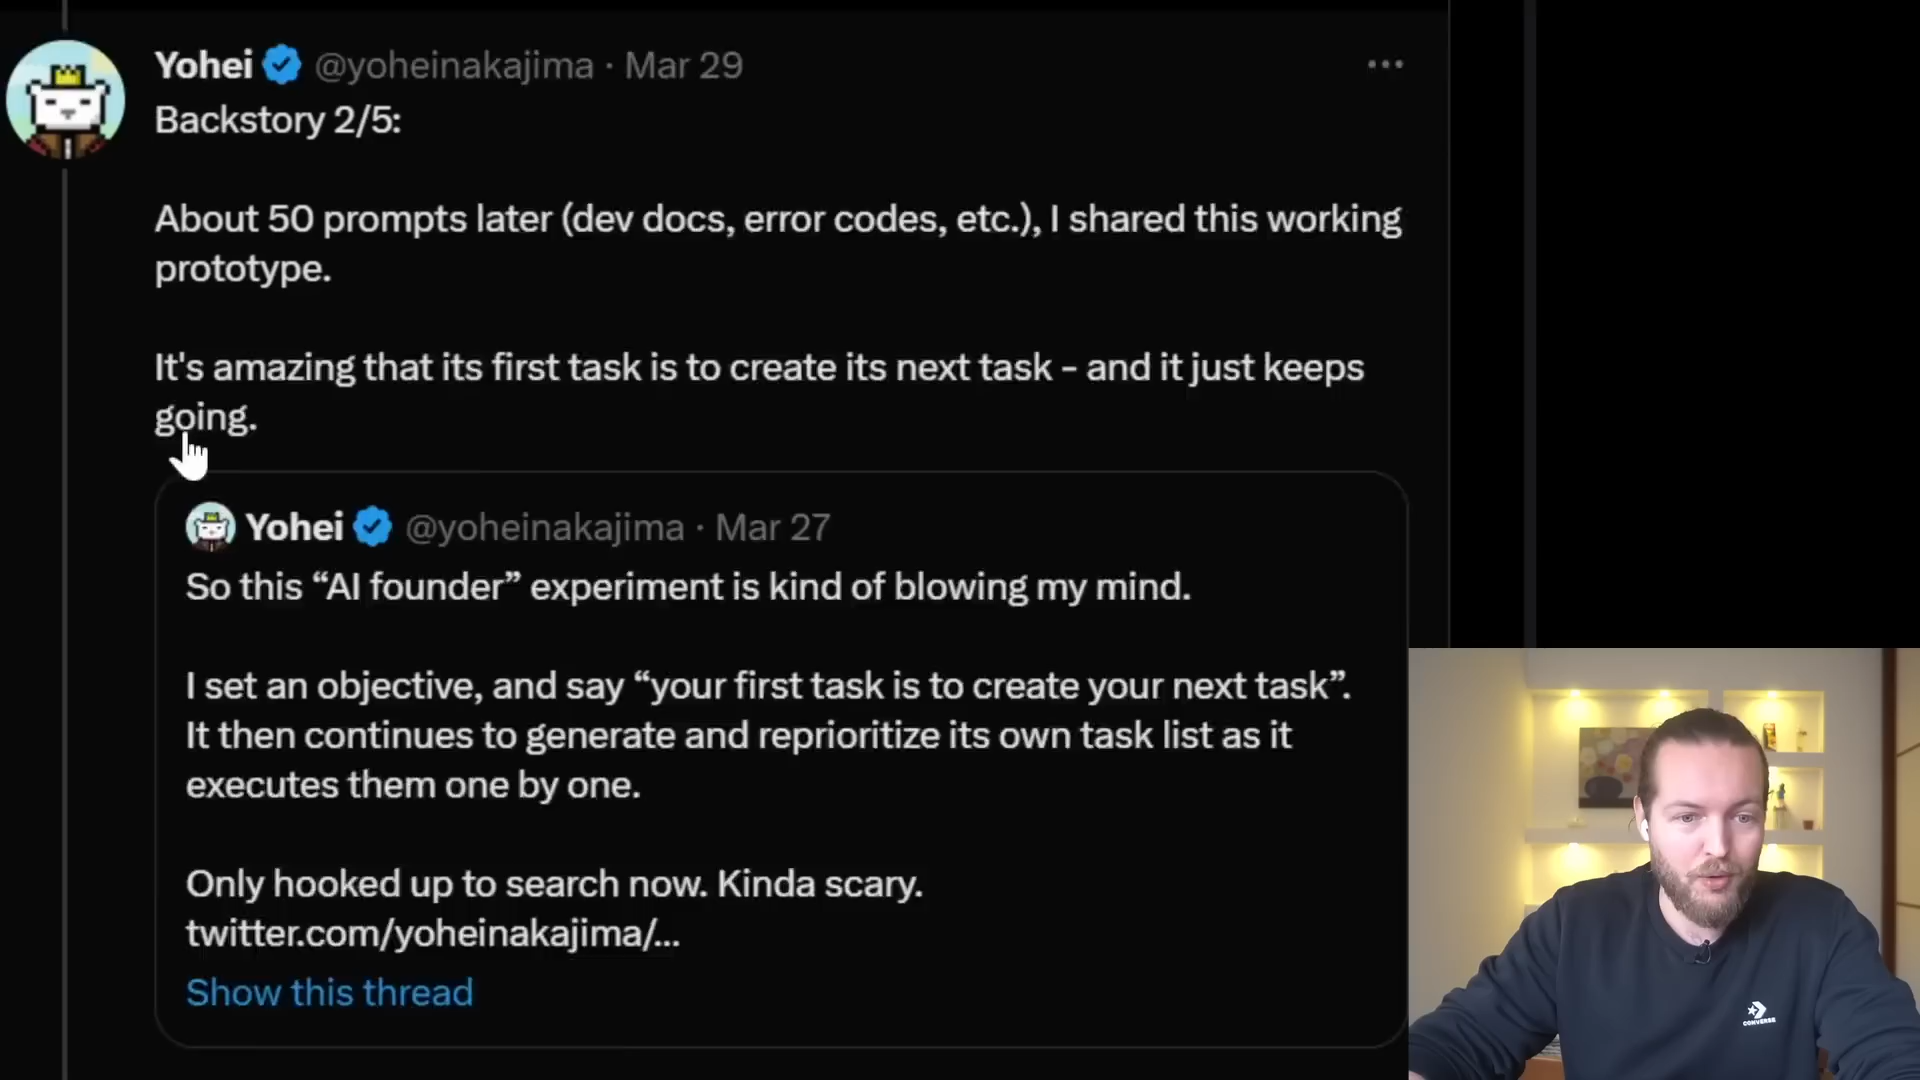 Yohei @yoheinakajima · Mar 29
Backstory 2/5:
About 50 prompts later (dev docs, error codes, etc.), I shared this working
prototype.
It's amazing that its first task is to create its next task - and it just keeps
going.
Yohei @yoheinakajima · Mar 27
So this “AI founder” experiment is kind of blowing my mind.
I set an objective, and say “your first task is to create your next task”.
It then continues to generate and reprioritize its own task list as it
executes them one by one.
Only hooked up to search now. Kinda scary.
twitter.com/yoheinakajima/...
Show this thread
CONVERSE